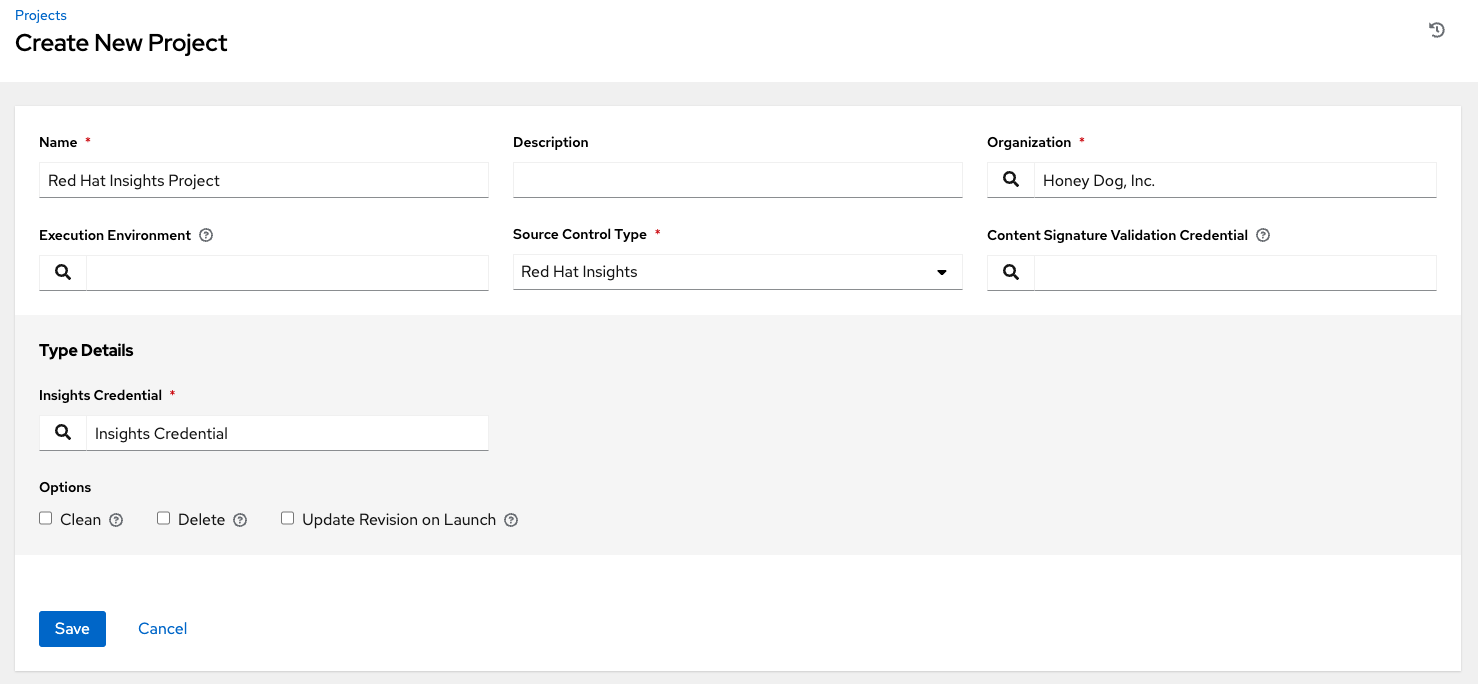 Projects
Create New Project
Name *
Description
Organization *
Red Hat Insights Project
Honey Dog, Inc.
Execution Environment ?
Source Control Type *
Content Signature Validation Credential ?
Red Hat Insights
Type Details
Insights Credential *
Insights Credential
Options
Clean ? Delete ? Update Revision on Launch ?
Save Cancel